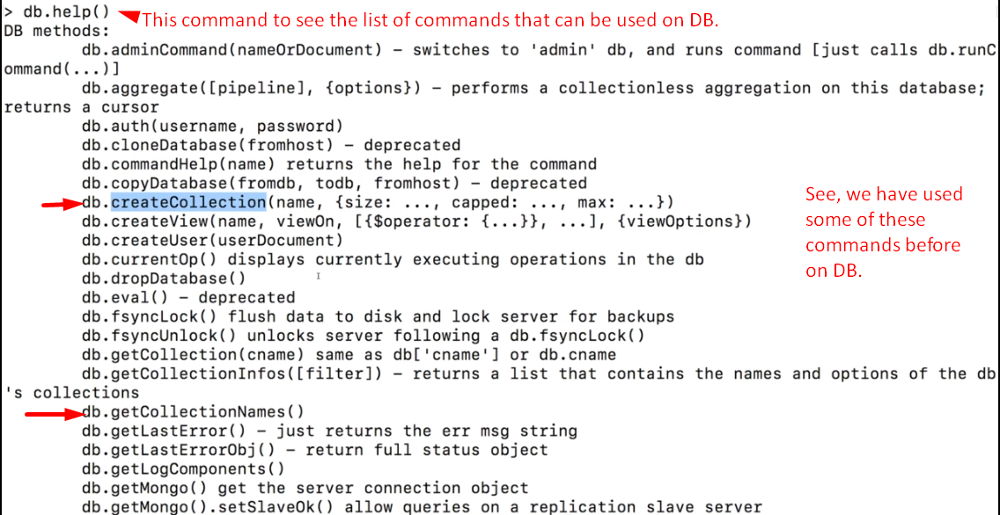 > db.help()
This command to see the list of commands that can be used on DB.
DB methods:
db.adminCommand(nameOrDocument) – switches to 'admin' db, and runs command [just calls db.runC
ommand(...)]
db.aggregate([pipeline], {options}) – performs a collectionless aggregation on this database;
returns a cursor
db.auth(username, password)
db.cloneDatabase(fromhost) – deprecated
db.commandHelp(name) returns the help for the command
db.copyDatabase(fromdb, todb, fromhost) – deprecated
db.createCollection(name, {size: ..., capped: ..., max: ...})
db.createView(name, viewOn, [{$operator: {...}}, ...], {viewOptions})
db.createUser(userDocument)
db.currentOp() displays currently executing operations in the db
db.dropDatabase()
db.eval() – deprecated
db.fsyncLock() flush data to disk and lock server for backups
db.fsyncUnlock() unlocks server following a db.fsyncLock()
db.getCollection(cname) same as db['cname'] or db.cname
db.getCollectionInfos([filter]) – returns a list that contains the names and options of the db
's collections
db.getCollectionNames()
db.getLastError() – just returns the err msg string
db.getLastErrorObj() – return full status object
db.getLogComponents()
db.getMongo() get the server connection object
db.getMongo().setSlaveOk() allow queries on a replication slave server
See, we have used
some of these
commands before
on DB.